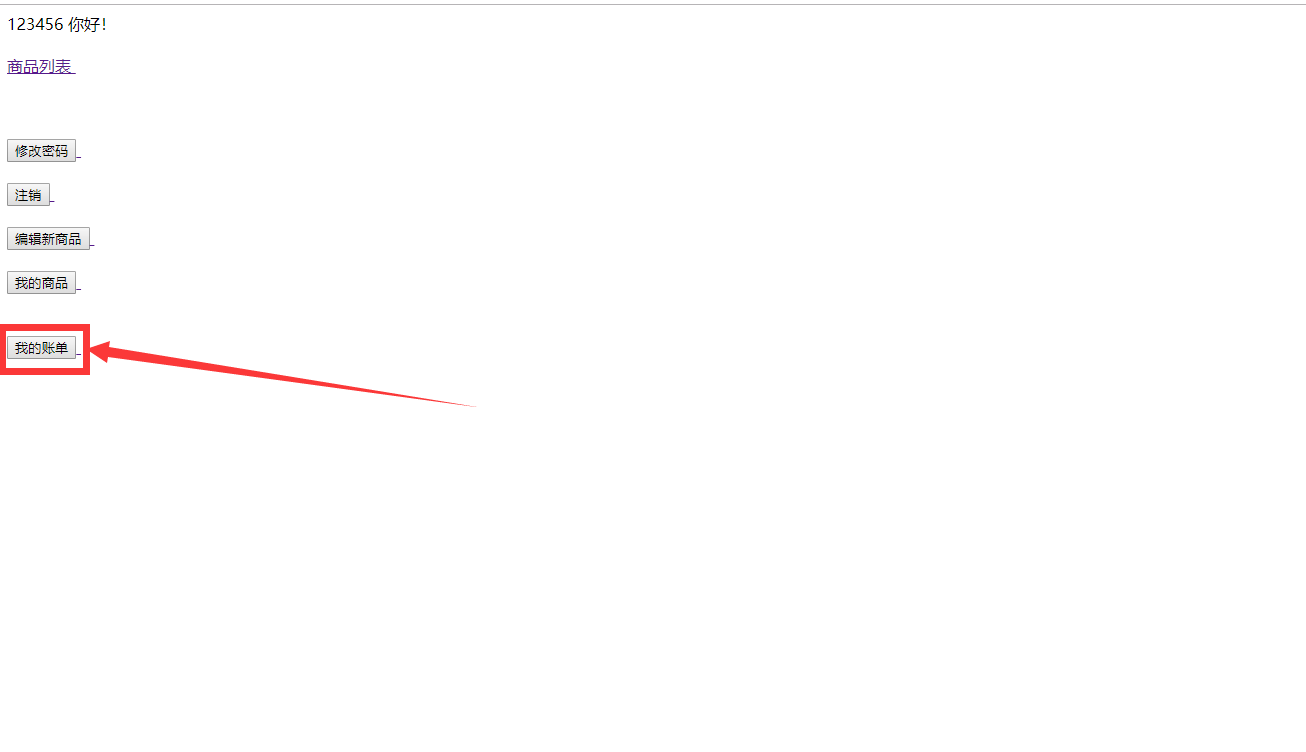 123456 你好！
商品列表
修改密码
注销
编辑新商品
我的商品
我的账单